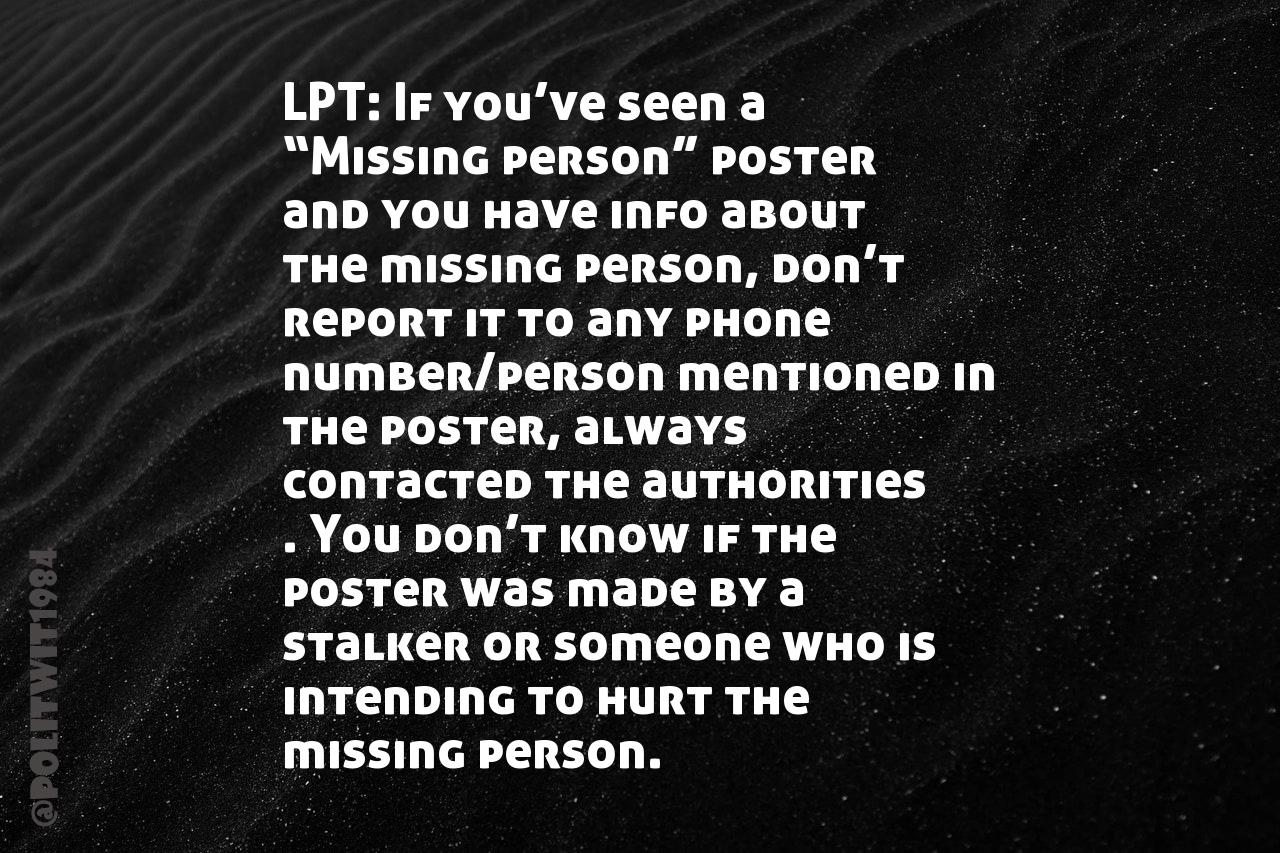 LPT: If you've seen a
"Missing person" poster
and you have info about
the missing person, don't
report it to any phone
number/person mentioned in
the poster, always
contacted the authorities
. You don't know if the
poster was made by a
stalker or someone who is
intending to hurt the
missing person.
@politwit1984